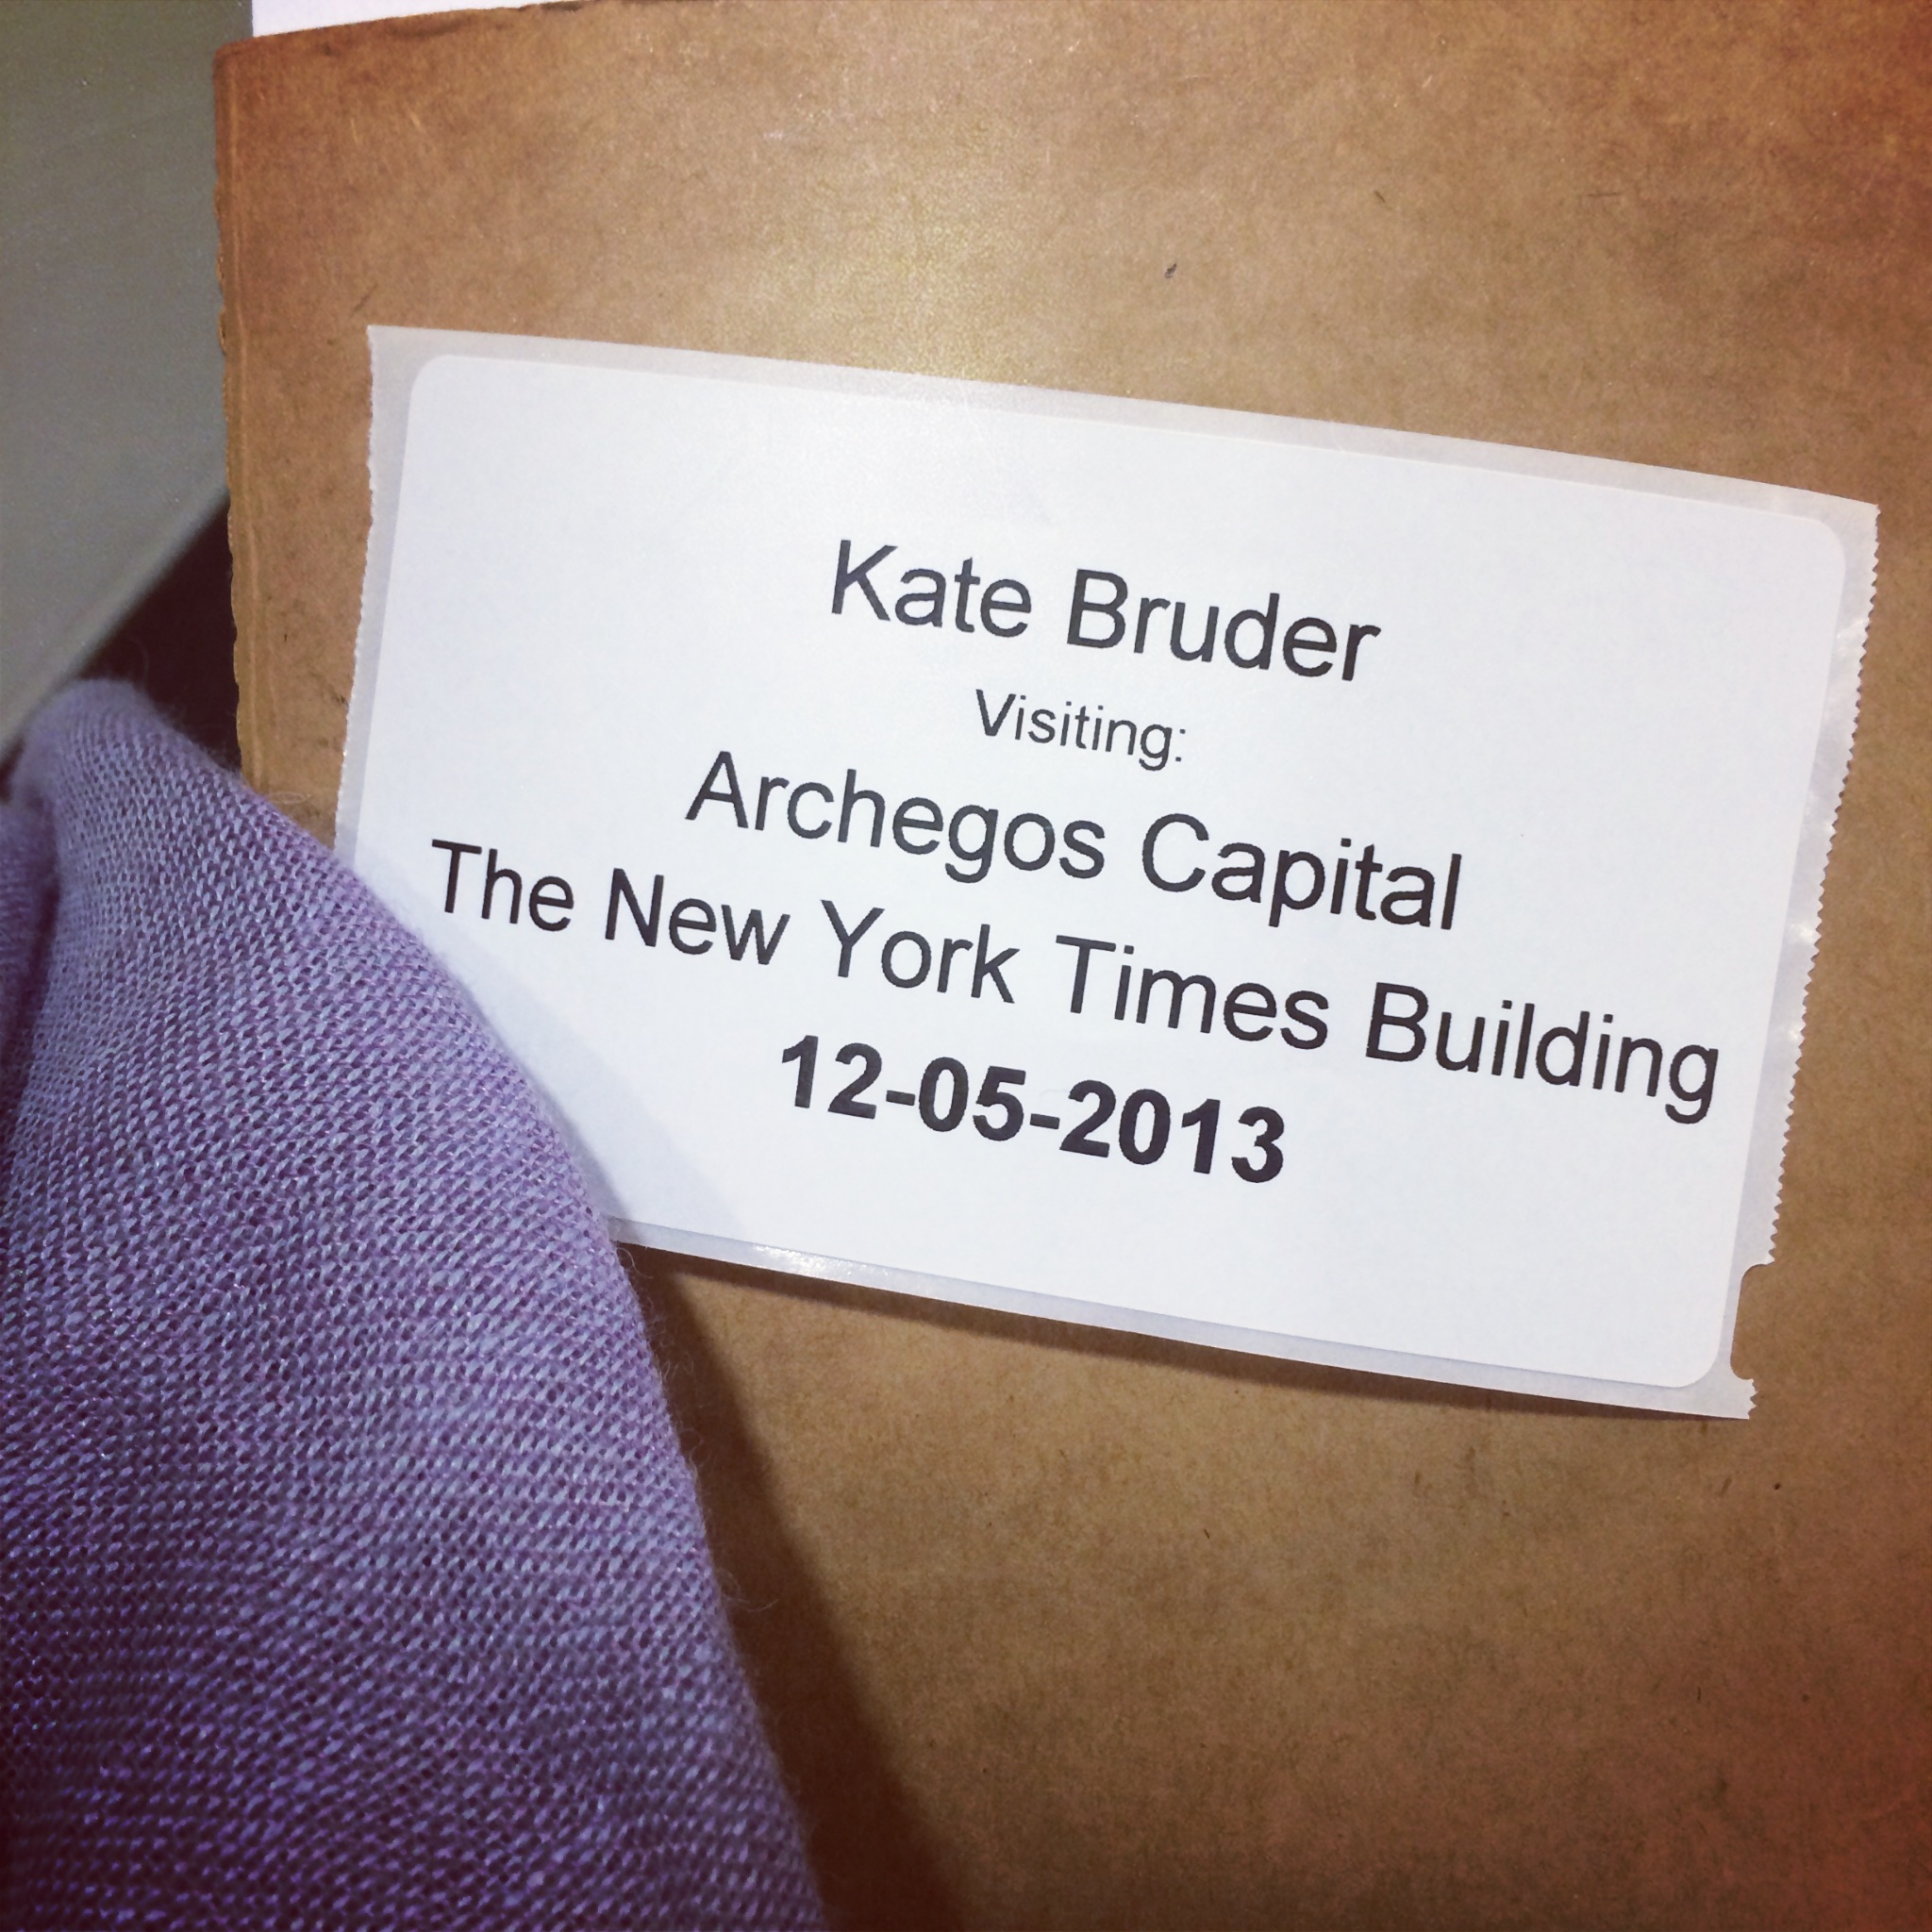 Kate Bruder
Visiting:
Archegos Capital
The New York Times Building
12-05-2013